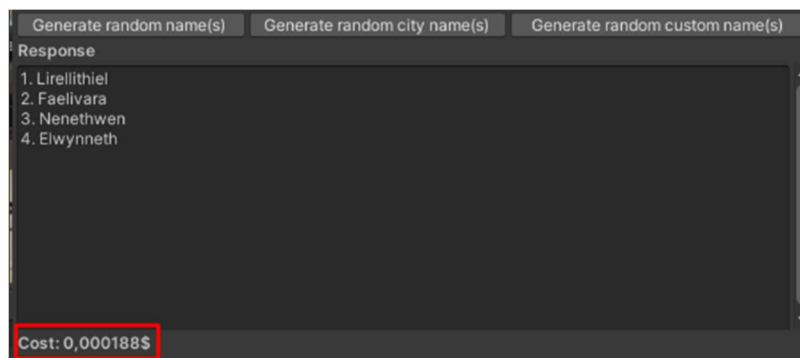 Generate random name(s) Generate random city name(s) Generate random custom name(s)
Response
1. Lirellithiel
2. Faelivara
3. Nenethwen
4. Elwynneth
Cost: 0,000188$